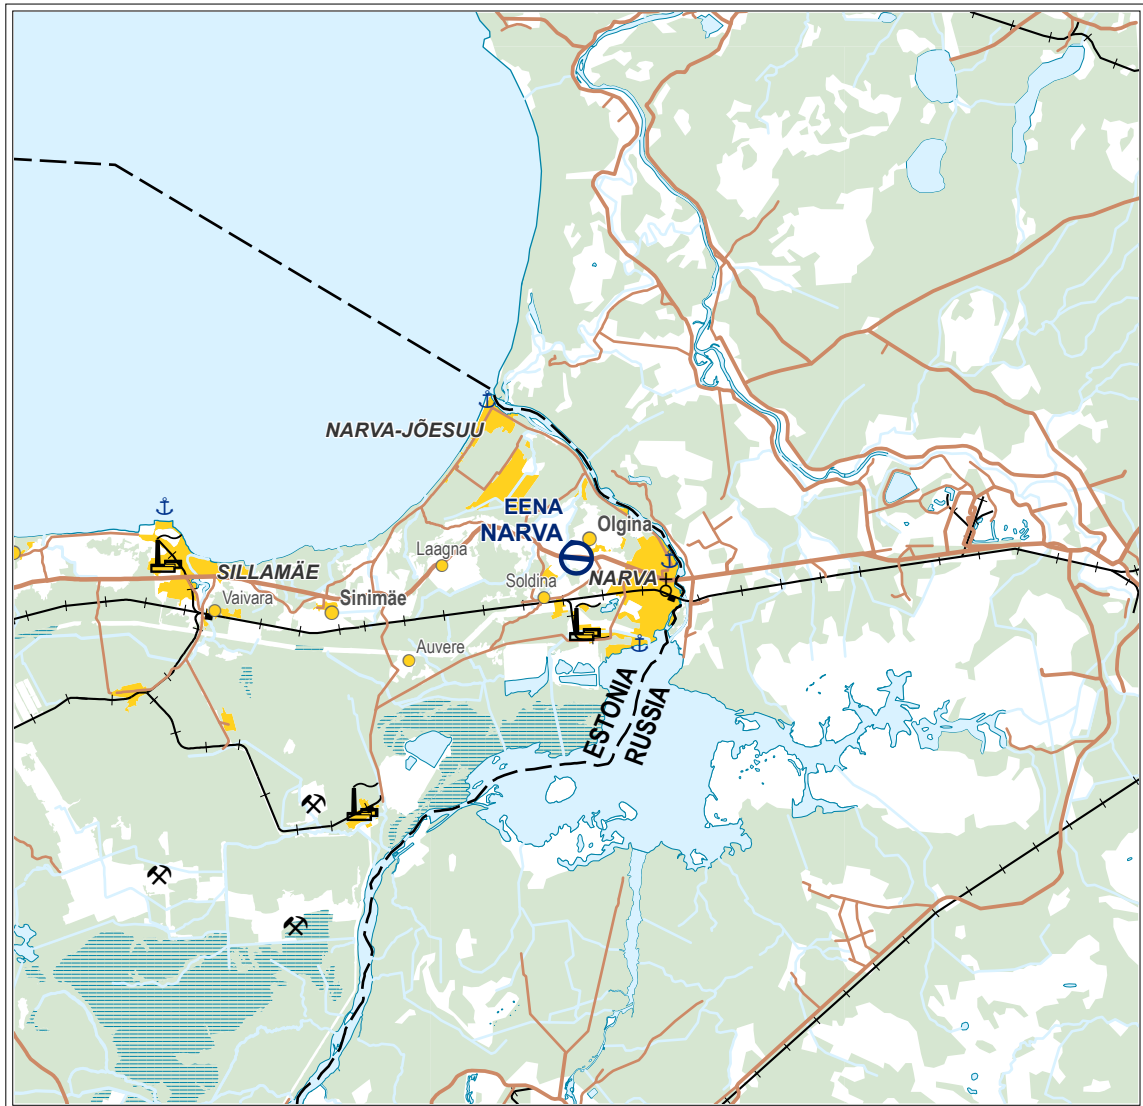 NARVA-JÕESUU
EENA
NARVA
Olgina
Laagna
SILLAMÄE
Soldina
NARVA
Vaivara
Sinimäe
Auvere
ESTONIA
RUSSIA